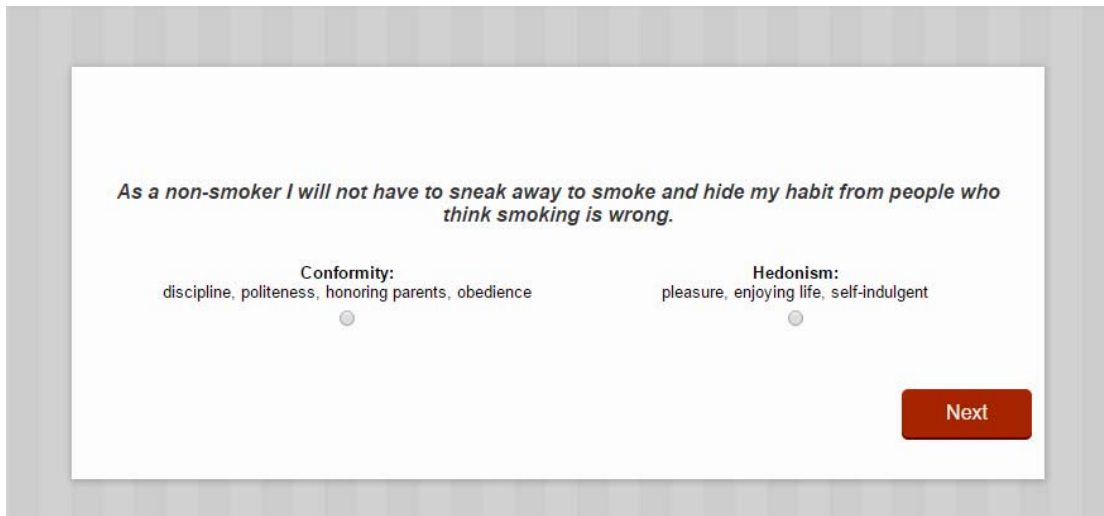 As a non-smoker I will not have to sneak away to smoke and hide my habit from people who
think smoking is wrong.
Conformity:
discipline, politeness, honoring parents, obedience
Hedonism:
pleasure, enjoying life, self-indulgent
Next